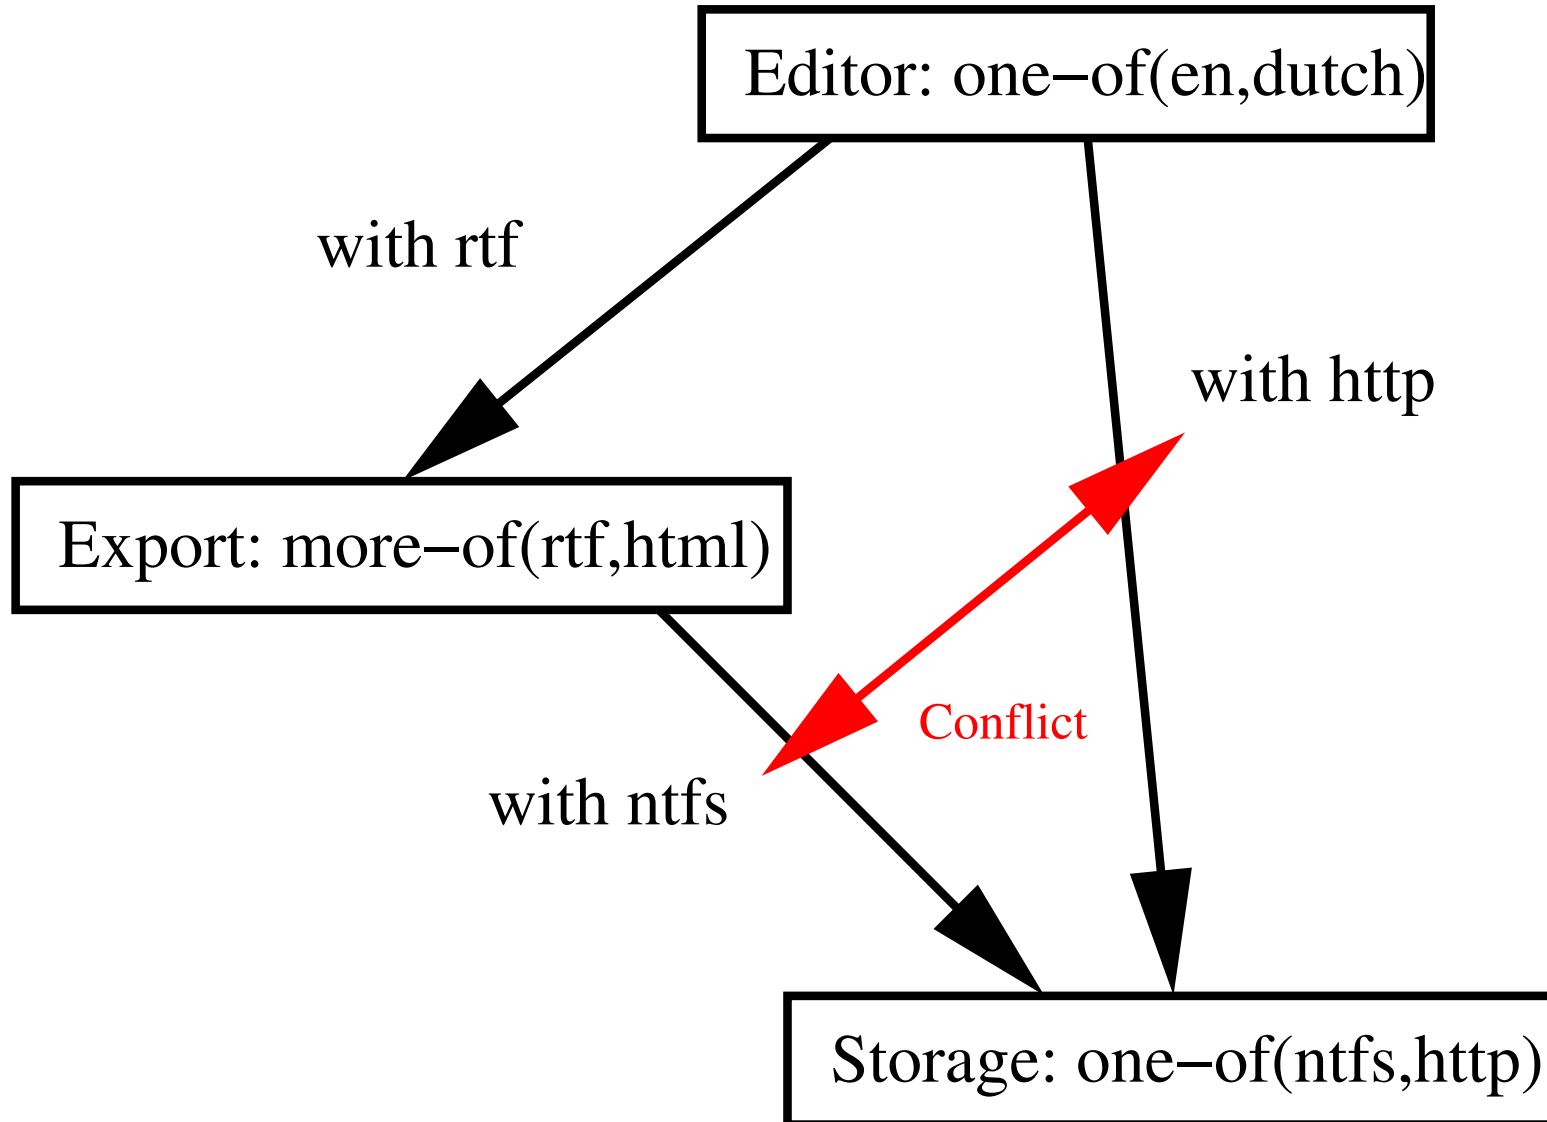 Editor: one−of(en,dutch)
with rtf
with http
Export: more−of(rtf,html)
Conflict
with ntfs
Storage: one−of(ntfs,http)